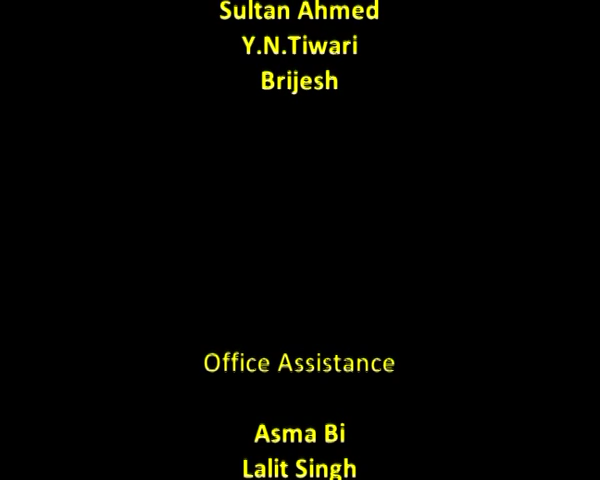 Sultan Ahmed
Y.N.Tiwari
Brijesh
Office Assistance
Asma Bi
Lalit Singh